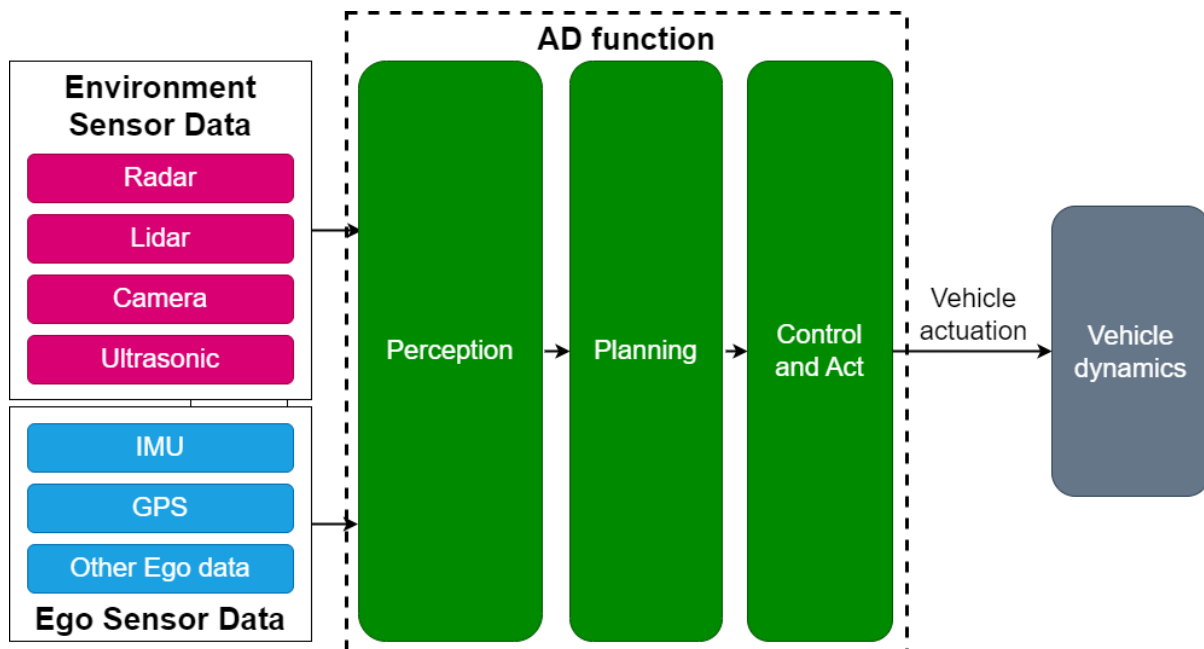 AD function
Environment
Sensor Data
Radar
Lidar
Camera
Ultrasonic
IMU
GPS
Other Ego data
Ego Sensor Data
Perception
Planning
Control
and Act
Vehicle
actuation
Vehicle
dynamics